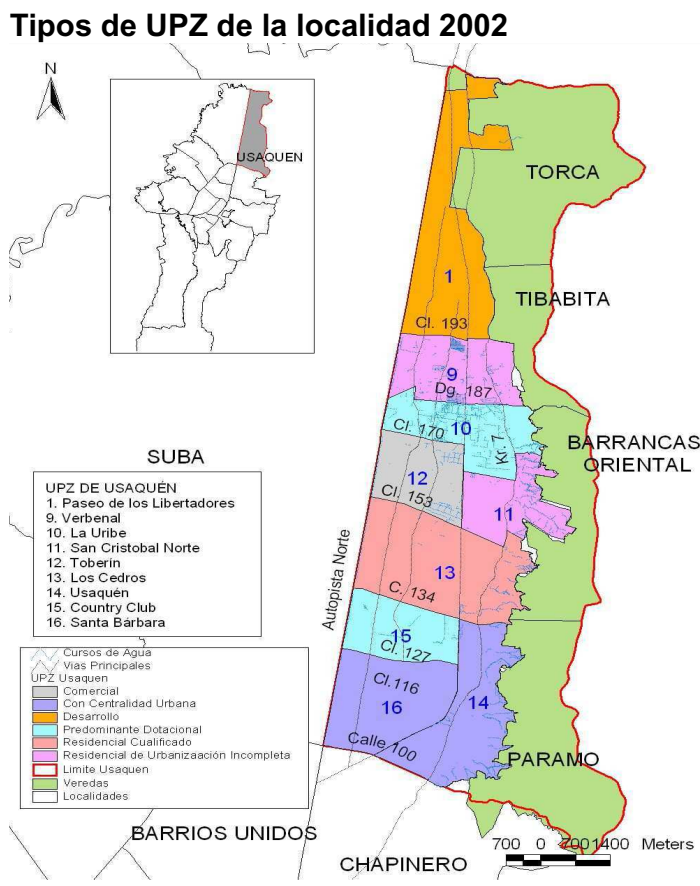 Tipos de UPZ de la localidad 2002
N
USAQUEN
TORCA
1
TIBABITA
Cl. 193
9
Dg. 187
10
Cl. 170
Kr. 7
BARRANCAS
ORIENTAL
SUBA
12
Cl. 153
11
UPZ DE USAQUÉN
1. Paseo de los Libertadores
9. Verbenal
10. La Uribe
11. San Cristobal Norte
12. Toberín
13. Los Cedros
14. Usaquén
15. Country Club
16. Santa Bárbara
Autopista Norte
13
C. 134
15
Cl. 127
Cl.116
16
14
Calle 100
PARAMO
Cursos de Agua
Vias Principales
UPZ Usaquen
Comercial
Con Centralidad Urbana
Desarrollo
Predominante Dotacional
Residencial Cualificado
Residencial de Urbanizaación Incompleta
Limite Usaquen
Veredas
Localidades
BARRIOS UNIDOS
CHAPINERO
700 0 700 1400 Meters